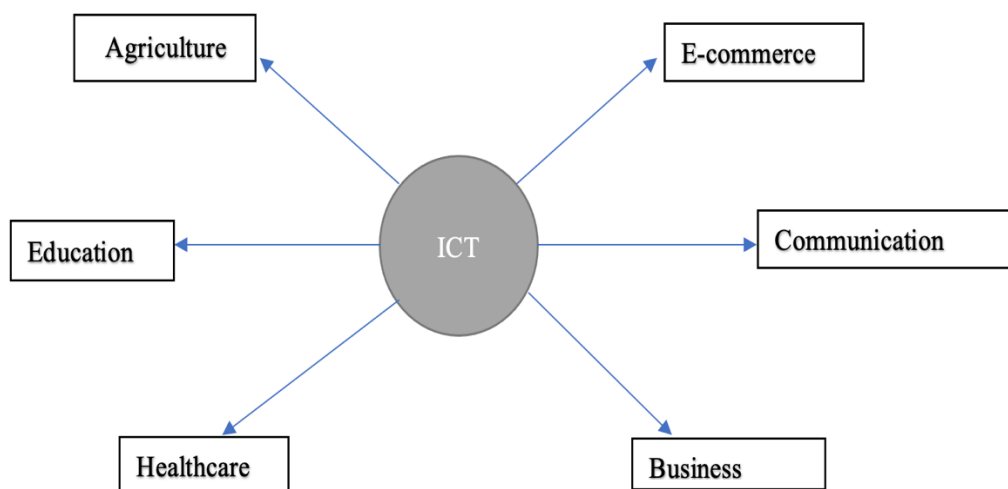 Agriculture
E-commerce
ICT
Education
Communication
Healthcare
Business